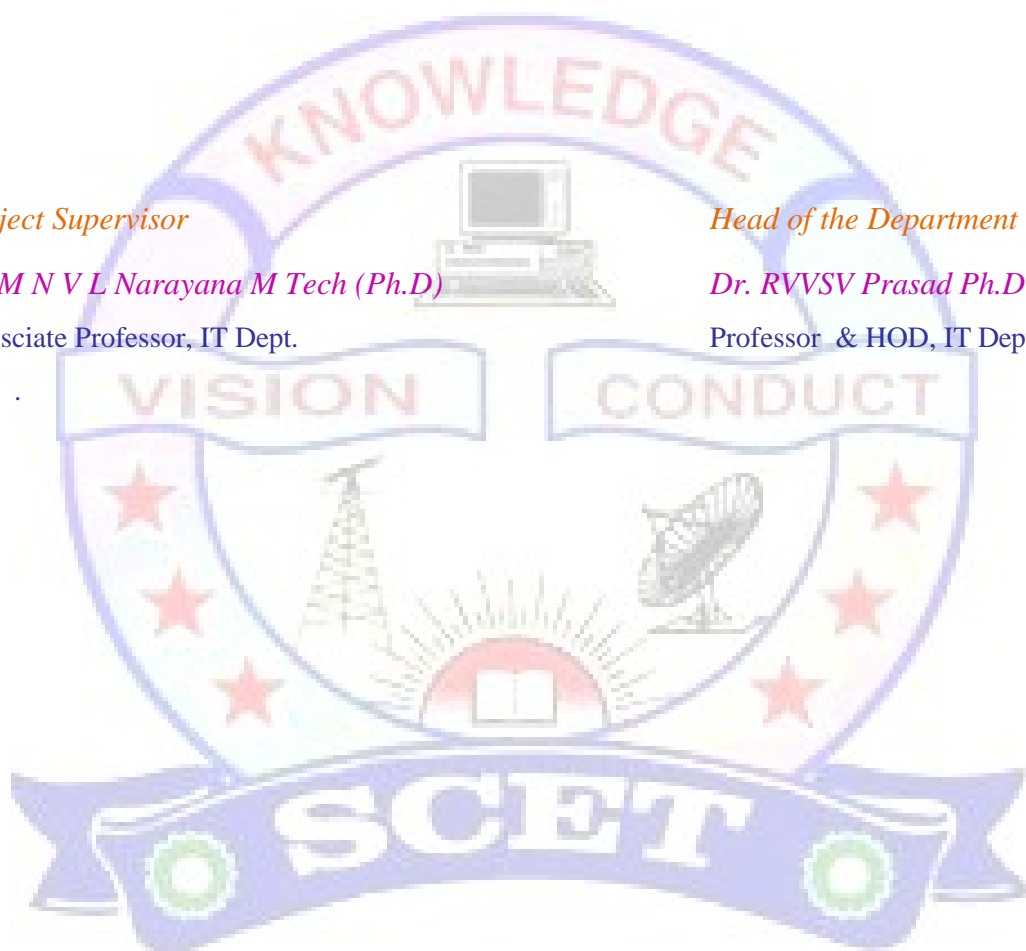 KNOWLEDGE
ject Supervisor
Head of the Department
M N V L Narayana M Tech (Ph.D)
Dr. RVVSV Prasad Ph.D
sciate Professor, IT Dept.
Professor & HOD, IT Dep
.
VISION
CONDUCT
SCET